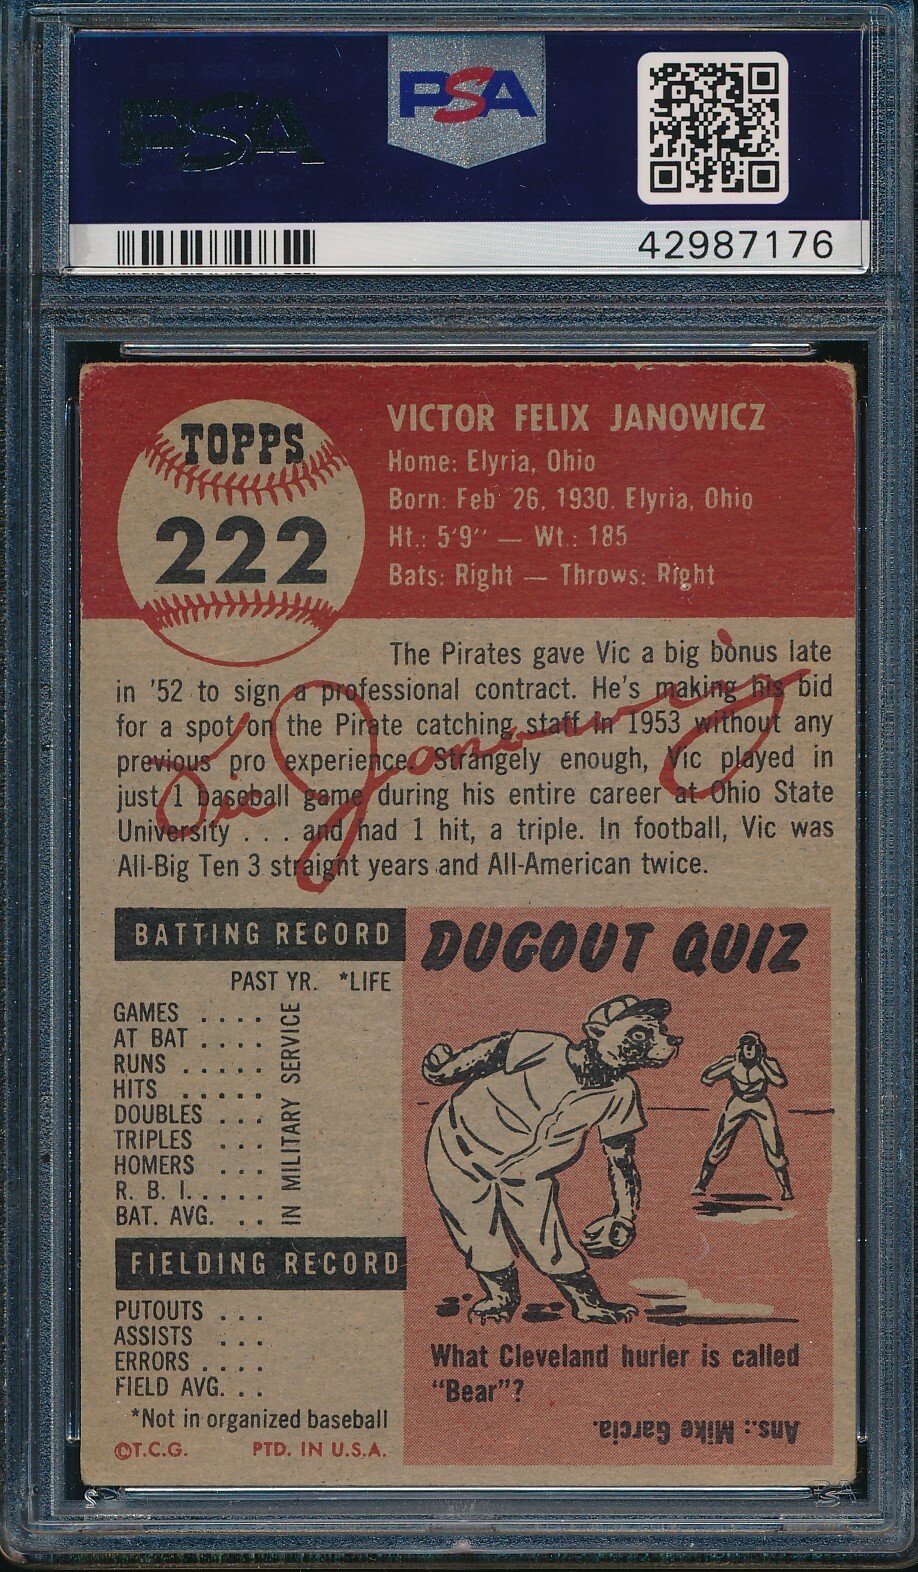 PSA
PSA
42987176
TOPPS
222
VICTOR FELIX JANOWICZ
Home: Elyria, Ohio
Born: Feb 26, 1930. Elyria, Ohio
Ht.: 5'9'' — Wt.: 185
Bats: Right — Throws: Right
The Pirates gave Vic a big bonus late
in '52 to sign a professional contract. He's making his bid
for a spot on the Pirate catching staff in 1953 without any
previous pro experience. Strangely enough, Vic played in
just 1 baseball game during his entire career at Ohio State
University . . . and had 1 hit, a triple. In football, Vic was
All-Big Ten 3 straight years and All-American twice.
Vic Janowicz
BATTING RECORD
PAST YR. *LIFE
GAMES . . . .
AT BAT . . . .
RUNS . . . . .
HITS . . . . .
DOUBLES . . .
TRIPLES . . .
HOMERS . . .
R. B. I. . . . .
BAT. AVG. . .
IN MILITARY SERVICE
FIELDING RECORD
PUTOUTS . . .
ASSISTS . . .
ERRORS . . . .
FIELD AVG. . .
*Not in organized baseball
©T.C.G. PTD. IN U.S.A.
DUGOUT QUIZ
What Cleveland hurler is called
"Bear"?
Ans.: Mike Garcia.